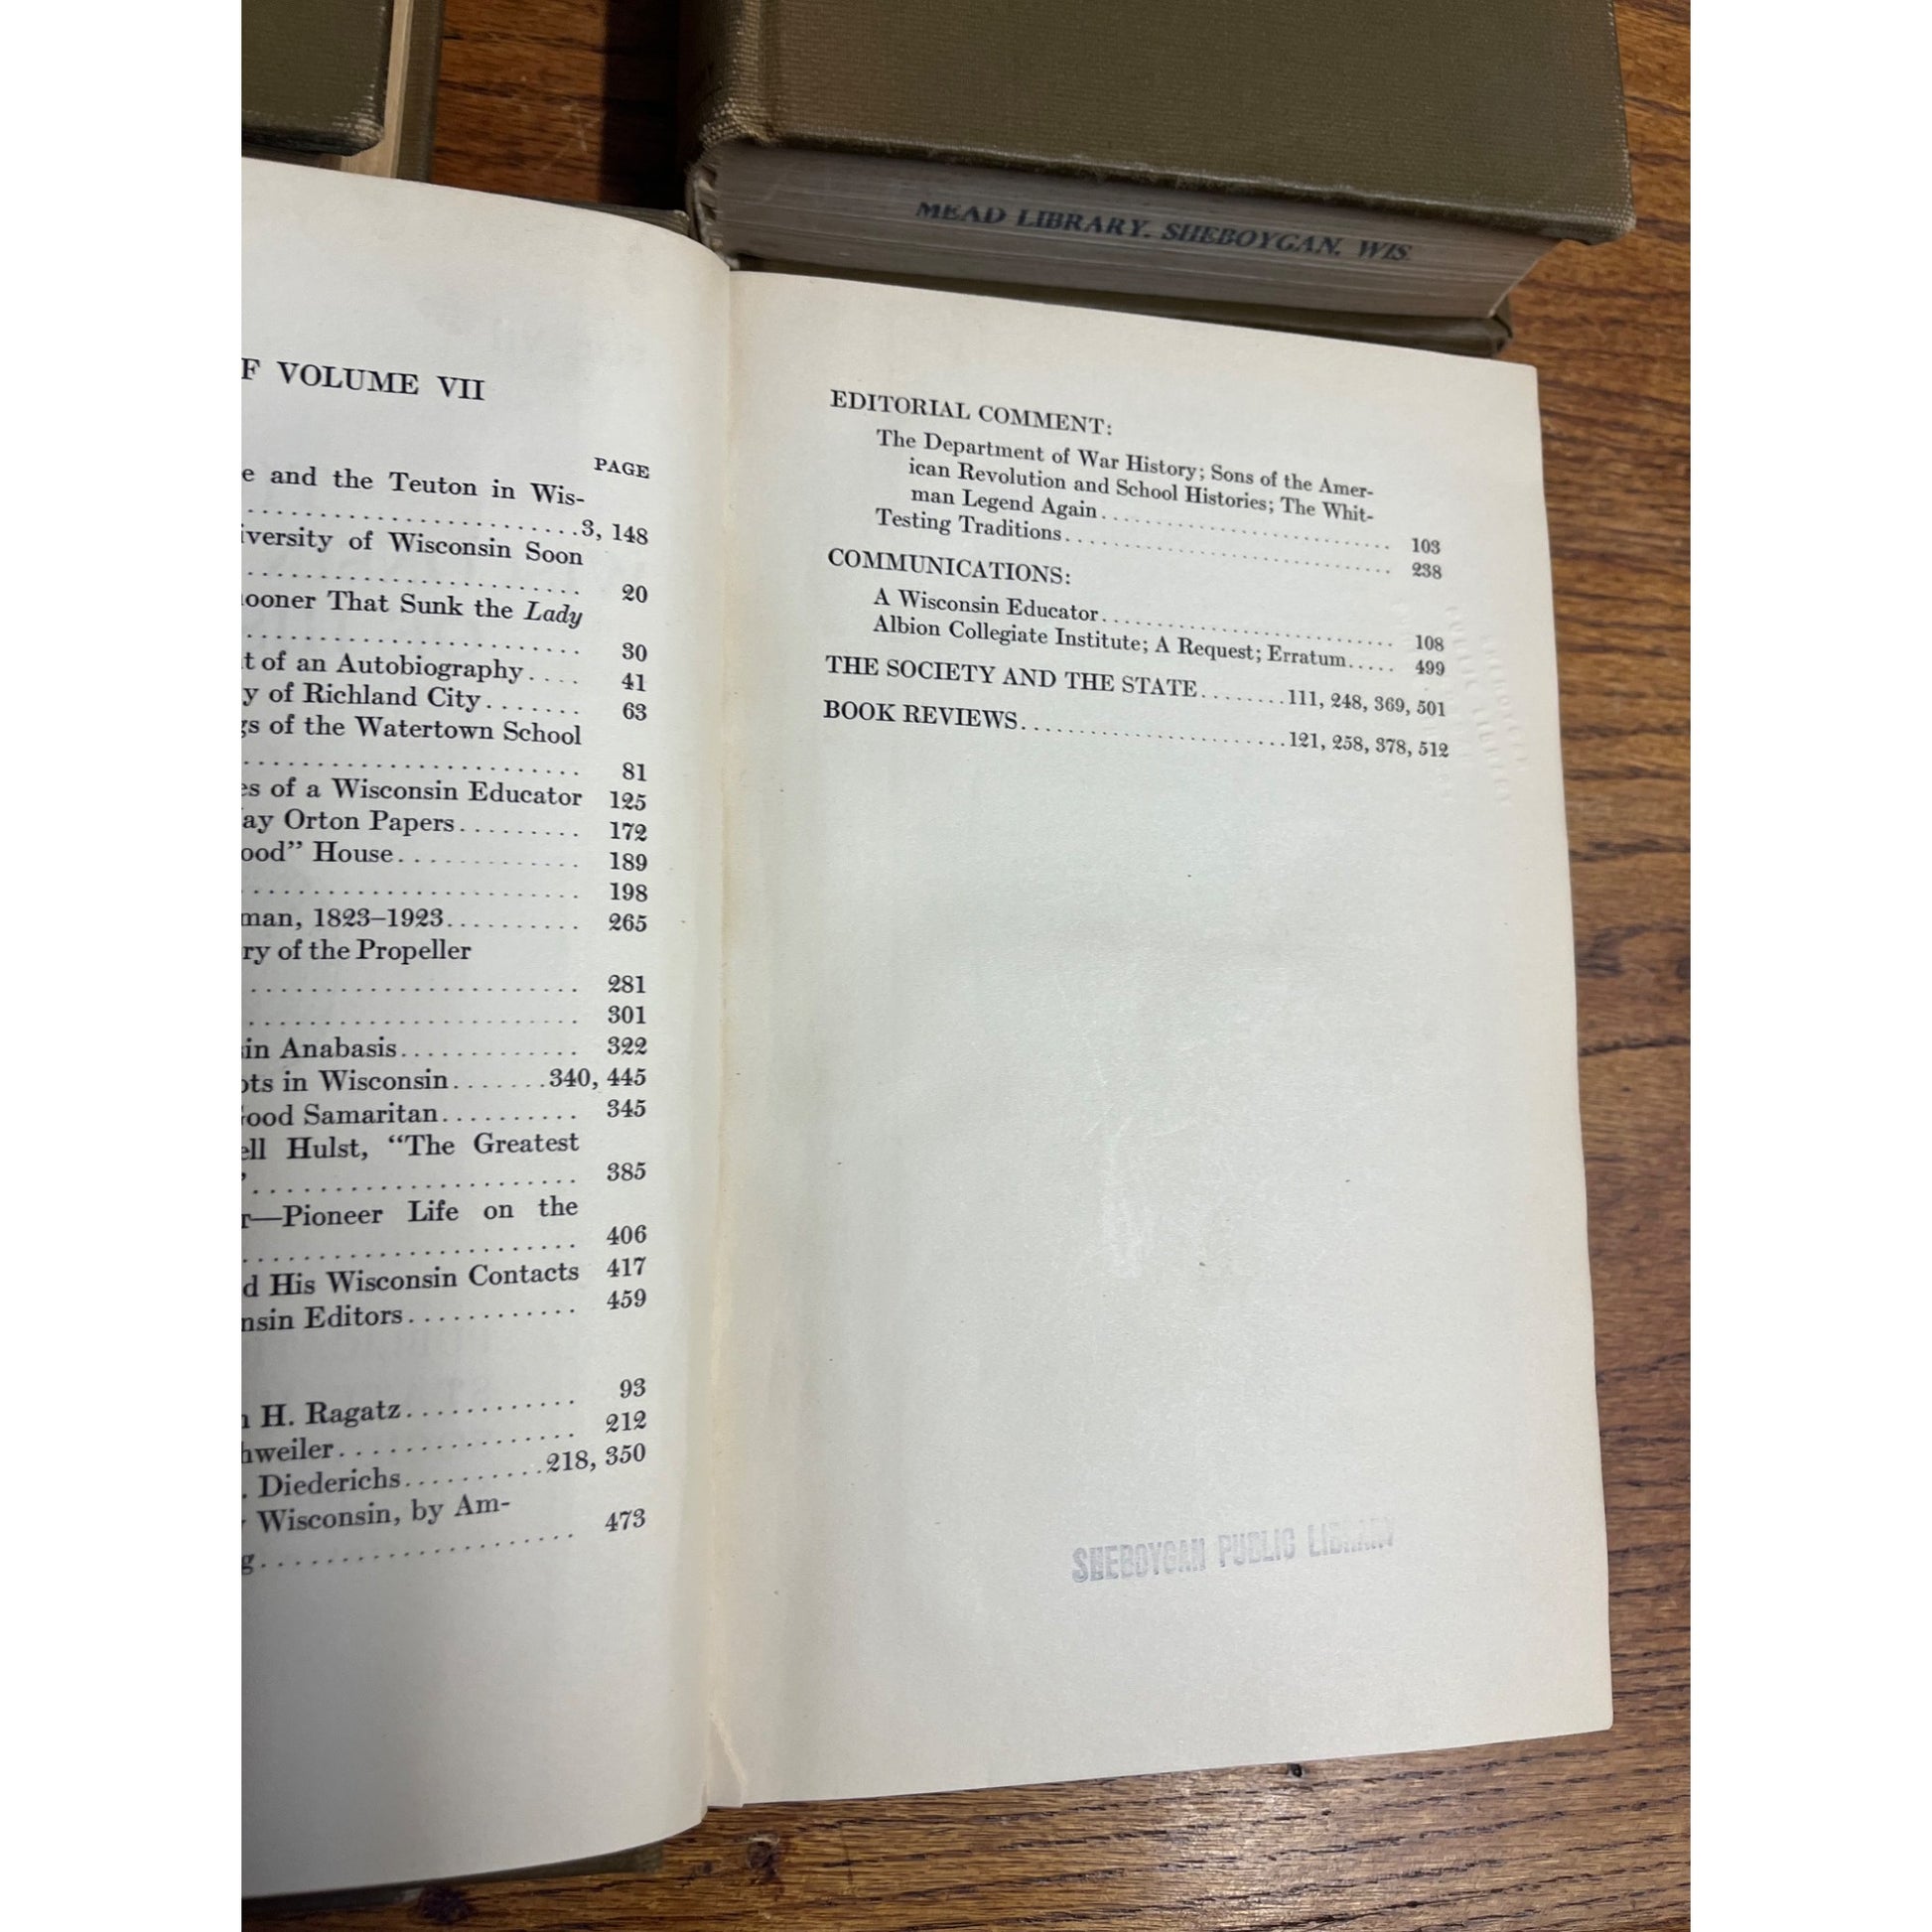 MEAD LIBRARY, SHEBOYGAN, WIS
F VOLUME VII
PAGE
e and the Teuton in Wis-
3, 148
iversity of Wisconsin Soon
20
ooner That Sunk the Lady
30
t of an Autobiography.... 41
y of Richland City....... 63
gs of the Watertown School
81
es of a Wisconsin Educator 125
ay Orton Papers......... 172
ood” House............. 189
198
man, 1823–1923.......... 265
ry of the Propeller
281
301
sin Anabasis............. 322
ots in Wisconsin.......340, 445
Good Samaritan.......... 345
ell Hulst, “The Greatest
385
r—Pioneer Life on the
406
d His Wisconsin Contacts 417
nsin Editors............ 459
n H. Ragatz............ 93
hweiler................ 212
. Diederichs..........218, 350
Wisconsin, by Am-
g.................... 473
EDITORIAL COMMENT:
The Department of War History; Sons of the Amer-
ican Revolution and School Histories; The Whit-
man Legend Again........................ 103
Testing Traditions........................... 238
COMMUNICATIONS:
A Wisconsin Educator........................ 108
Albion Collegiate Institute; A Request; Erratum..... 499
THE SOCIETY AND THE STATE........111, 248, 369, 501
BOOK REVIEWS.......................121, 258, 378, 512
SHEBOYGAN PUBLIC LIBRARY